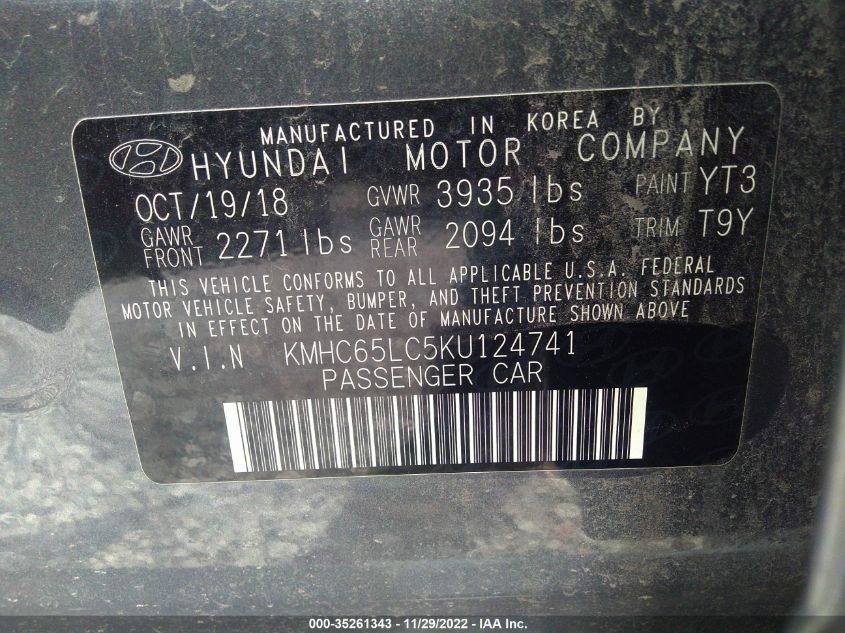 MANUFACTURED IN KOREA BY
HYUNDAI MOTOR COMPANY
OCT/19/18 GVWR 3935 lbs PAINT YT3
GAWR FRONT 2271 lbs GAWR REAR 2094 lbs TRIM T9Y
THIS VEHICLE CONFORMS TO ALL APPLICABLE U.S.A. FEDERAL
MOTOR VEHICLE SAFETY, BUMPER, AND THEFT PREVENTION STANDARDS
IN EFFECT ON THE DATE OF MANUFACTURE SHOWN ABOVE
V.I.N KMHC65LC5KU124741
PASSENGER CAR
000-35261343 - 11/29/2022 - IAA Inc.